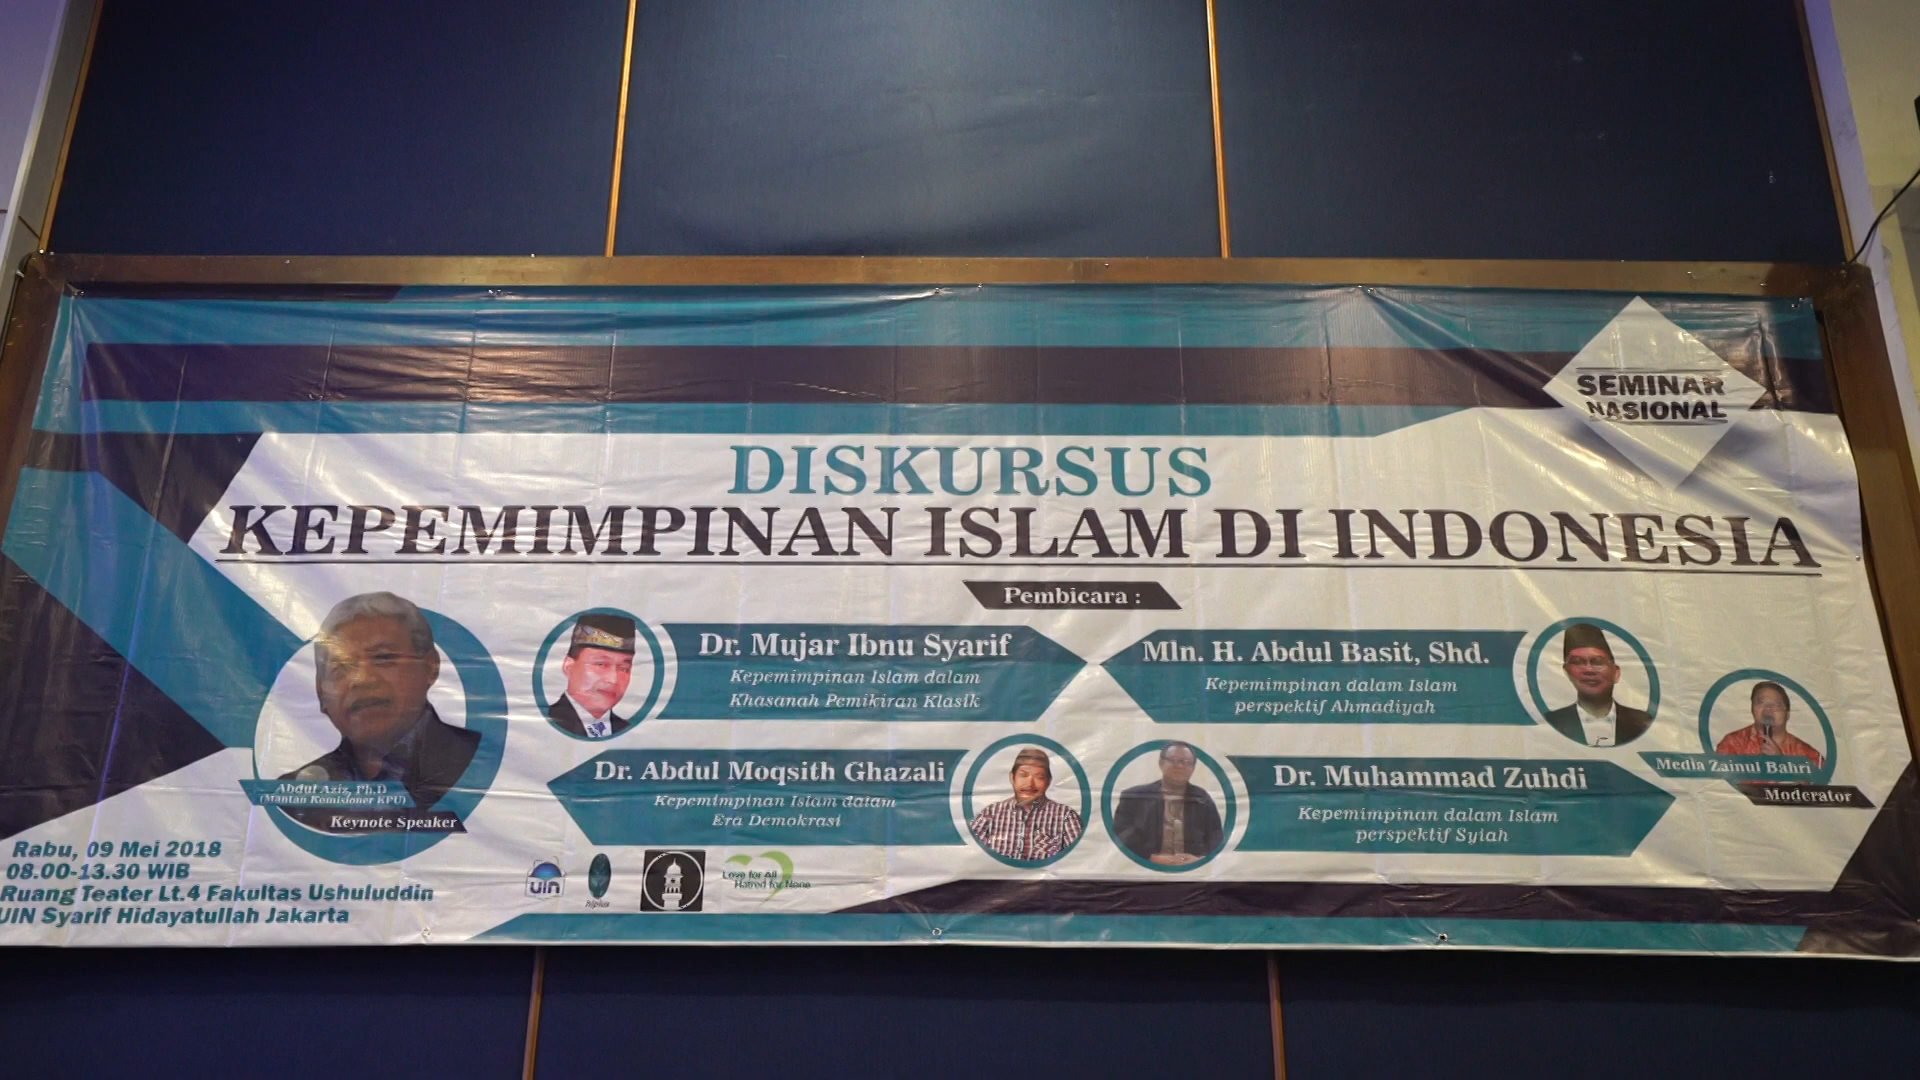 SEMINAR
NASIONAL
DISKURSUS
KEPEMIMPINAN ISLAM DI INDONESIA
Pembicara :
Dr. Mujar Ibnu Syarif
Kepemimpinan Islam dalam
Khasanah Pemikiran Klasik
Mln. H. Abdul Basit, Shd.
Kepemimpinan dalam Islam
perspektif Ahmadiyah
Dr. Abdul Moqsith Ghazali
Kepemimpinan Islam dalam
Era Demokrasi
Dr. Muhammad Zuhdi
Kepemimpinan dalam Islam
perspektif Syiah
Media Zainul Bahri
Moderator
Abdul Aziz, Ph.D
(Mantan Komisioner KPU)
Keynote Speaker
Rabu, 09 Mei 2018
08.00-13.30 WIB
Ruang Teater Lt.4 Fakultas Ushuluddin
UIN Syarif Hidayatullah Jakarta
UIN
Love for All
Hatred for None